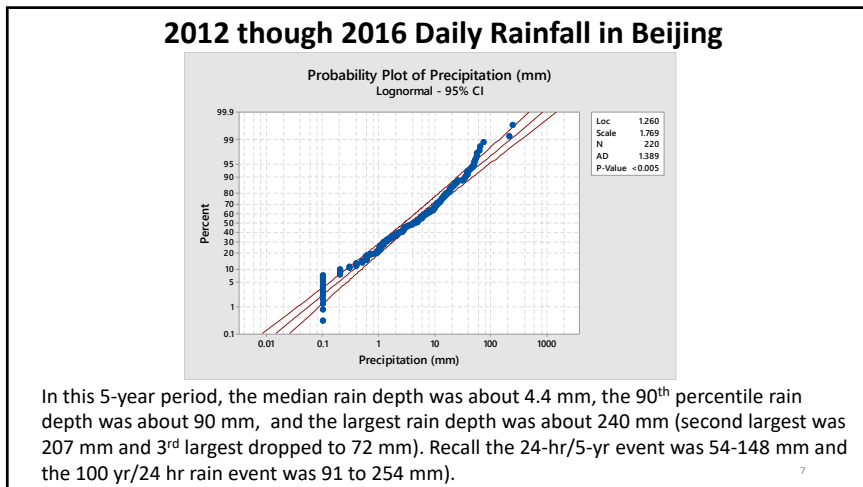 2012 though 2016 Daily Rainfall in Beijing
Probability Plot of Precipitation (mm)
Lognormal - 95% CI
Loc 1.260
Scale 1.769
N 220
AD 1.389
P-Value <0.005
Percent
99.9
99
95
90
80
70
60
50
40
30
20
10
5
1
0.1
0.01 0.1 1 10 100 1000
Precipitation (mm)
In this 5-year period, the median rain depth was about 4.4 mm, the 90th percentile rain
depth was about 90 mm, and the largest rain depth was about 240 mm (second largest was
207 mm and 3rd largest dropped to 72 mm). Recall the 24-hr/5-yr event was 54-148 mm and
the 100 yr/24 hr rain event was 91 to 254 mm).
7